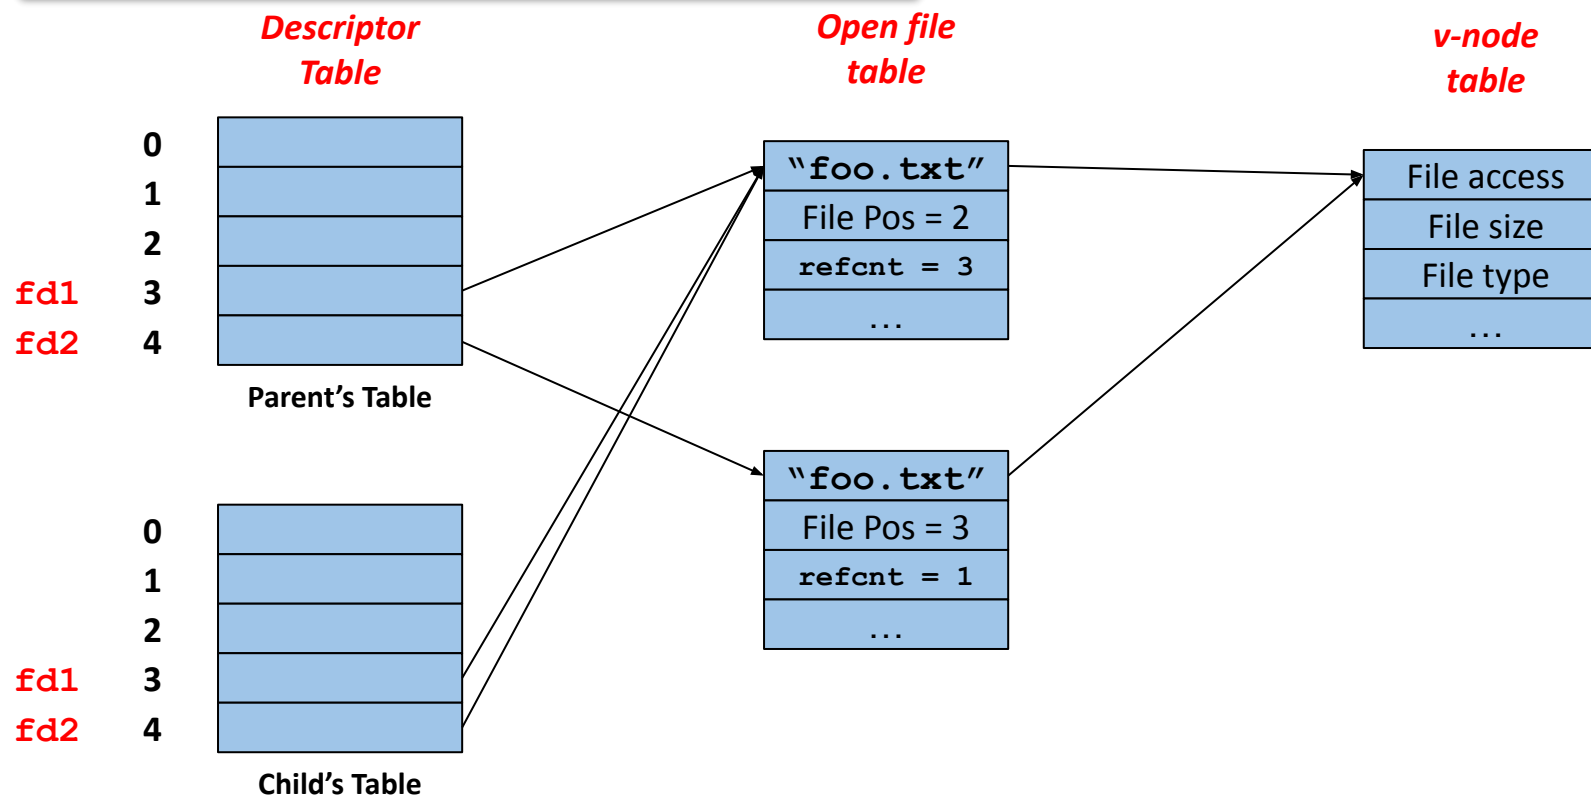 Descriptor
Table
Open file
table
v-node
table
0
1
2
fd1 3
fd2 4
Parent’s Table
0
1
2
fd1 3
fd2 4
Child’s Table
“foo.txt”
File Pos = 2
refcnt = 3
...
“foo.txt”
File Pos = 3
refcnt = 1
...
File access
File size
File type
...